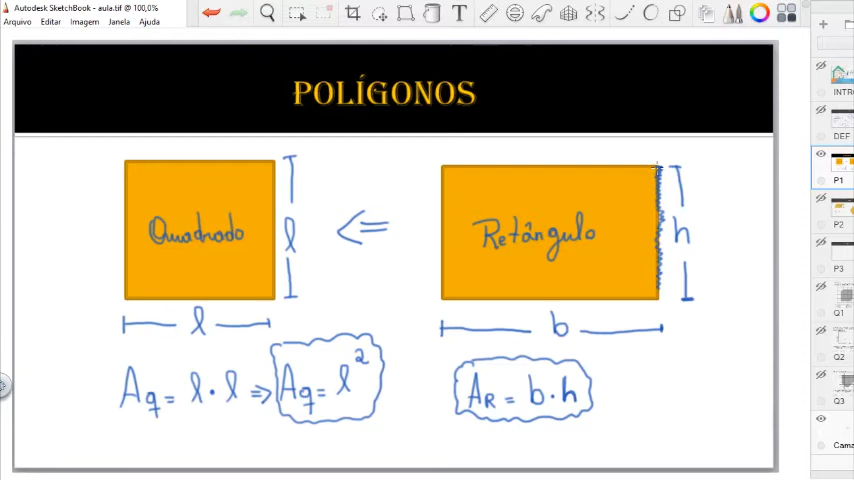 Autodesk SketchBook - aula.tif @ 100,0%
Arquivo Editar Imagem Janela Ajuda
POLÍGONOS
Quadrado
l
<=
Retângulo
h
l
b
Aq = l • l => Aq = l²
AR = b • h
INTRO
DEF
P1
P2
P3
Q1
Q2
Q3
Cama